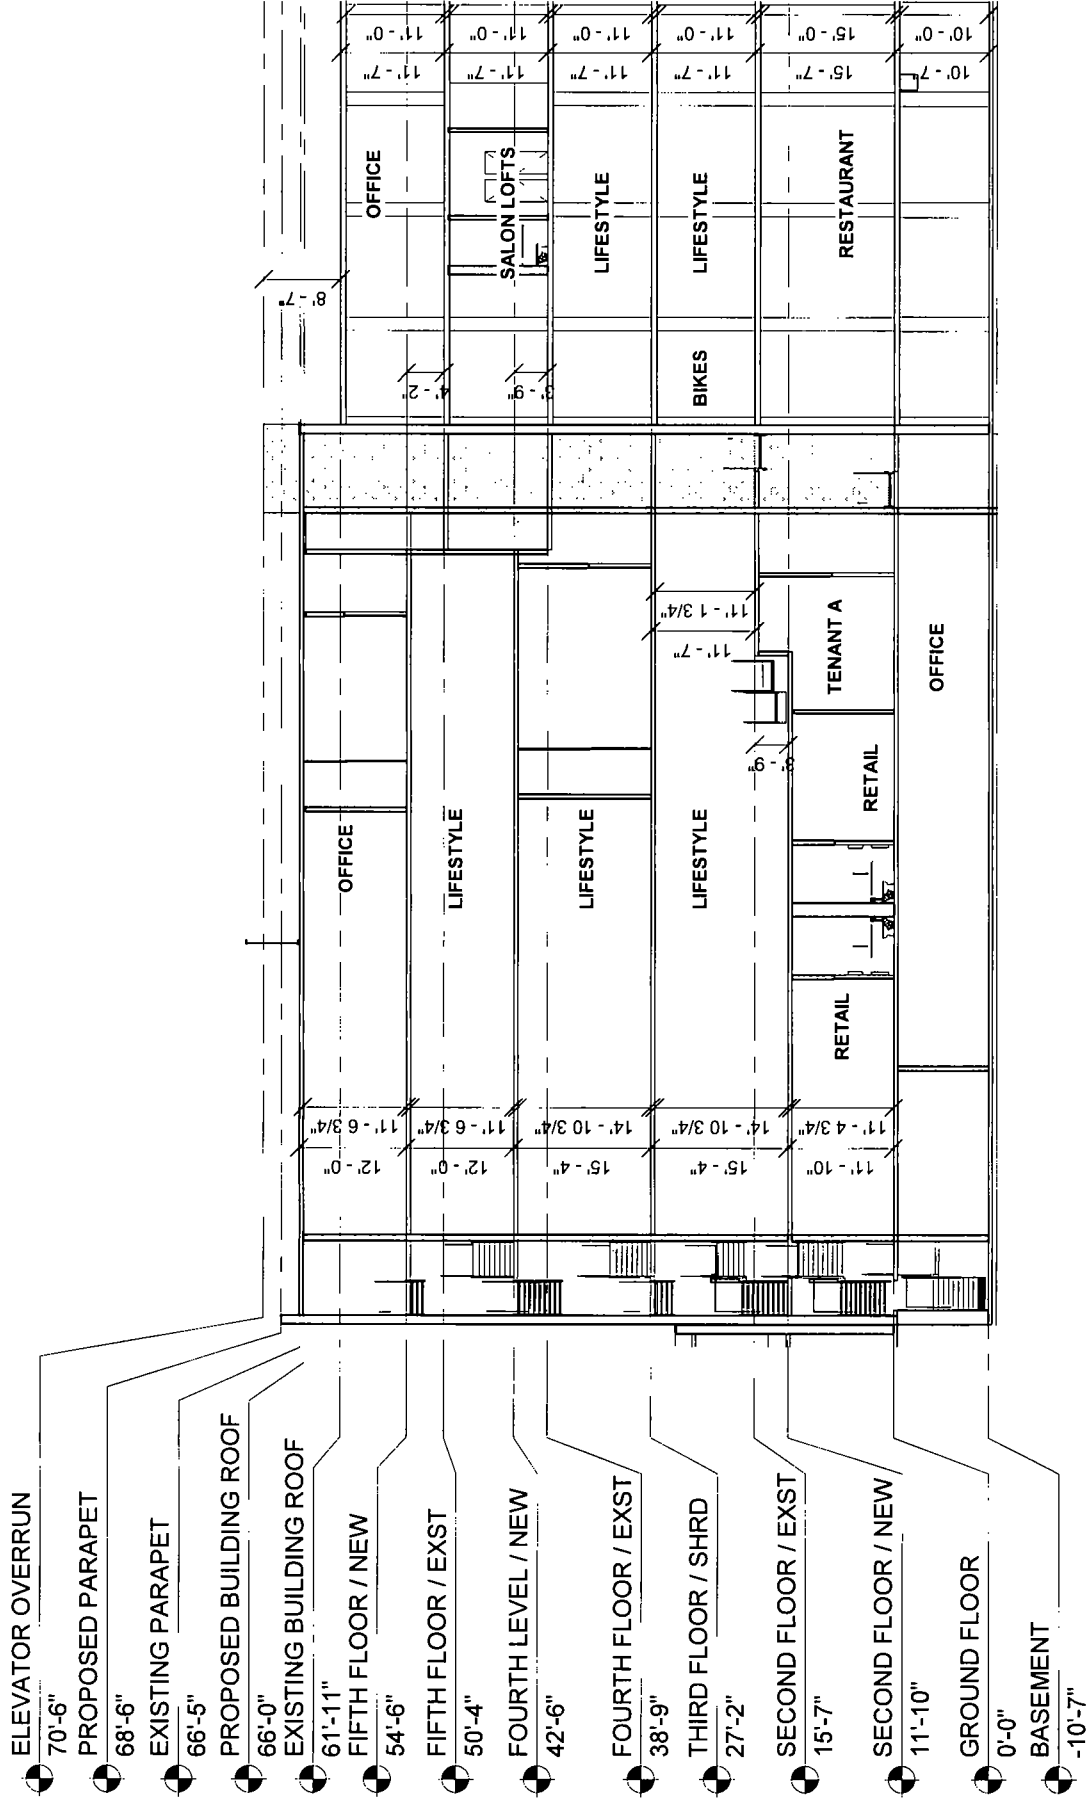 ELEVATOR OVERRUN
70'-6"
PROPOSED PARAPET
68'-6"
EXISTING PARAPET
66'-5"
PROPOSED BUILDING ROOF
66'-0"
EXISTING BUILDING ROOF
61'-11"
FIFTH FLOOR / NEW
54'-6"
FIFTH FLOOR / EXST
50'-4"
FOURTH LEVEL / NEW
42'-6"
FOURTH FLOOR / EXST
38'-9"
THIRD FLOOR / SHRD
27'-2"
SECOND FLOOR / EXST
15'-7"
SECOND FLOOR / NEW
11'-10"
GROUND FLOOR
0'-0"
BASEMENT
-10'-7"
12' - 0"
12' - 0"
15' - 4"
15' - 4"
11' - 10"
11' - 6 3/4"
11' - 6 3/4"
14' - 10 3/4"
14' - 10 3/4"
11' - 4 3/4"
OFFICE
LIFESTYLE
LIFESTYLE
LIFESTYLE
RETAIL
RETAIL
TENANT A
OFFICE
3' - 9"
11' - 7"
11' - 1 3/4"
8' - 7"
4' - 2"
3' - 9"
BIKES
OFFICE
SALON LOFTS
LIFESTYLE
LIFESTYLE
RESTAURANT
11' - 7"
11' - 7"
11' - 7"
11' - 7"
15' - 7"
10' - 7"
11' - 0"
11' - 0"
11' - 0"
11' - 0"
15' - 0"
10' - 0"